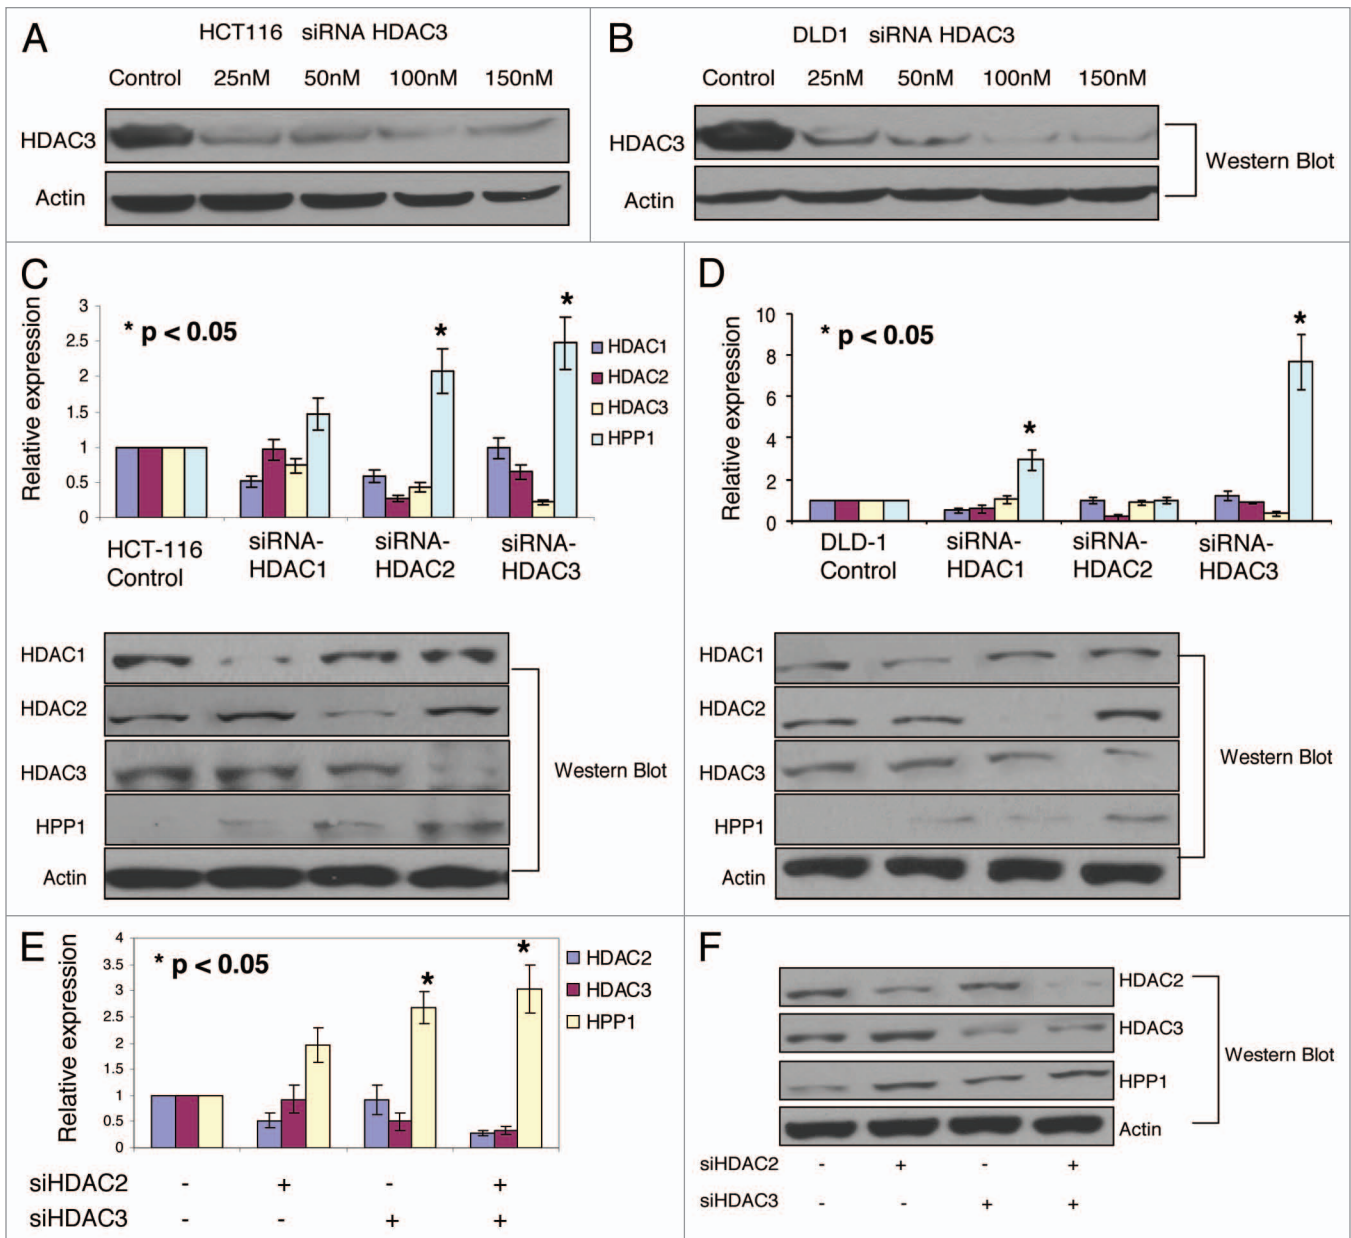 A
HCT116 siRNA HDAC3
Control 25nM 50nM 100nM 150nM
HDAC3
Actin
B
DLD1 siRNA HDAC3
Control 25nM 50nM 100nM 150nM
HDAC3
Actin
Western Blot
C
Relative expression
3
2.5
2
1.5
1
0.5
0
* p < 0.05
*
*
HDAC1
HDAC2
HDAC3
HPP1
HCT-116 Control
siRNA-HDAC1
siRNA-HDAC2
siRNA-HDAC3
HDAC1
HDAC2
HDAC3
HPP1
Actin
Western Blot
D
Relative expression
10
8
6
4
2
0
* p < 0.05
*
*
DLD-1 Control
siRNA-HDAC1
siRNA-HDAC2
siRNA-HDAC3
HDAC1
HDAC2
HDAC3
HPP1
Actin
Western Blot
E
Relative expression
4
3.5
3
2.5
2
1.5
1
0.5
0
* p < 0.05
*
*
HDAC2
HDAC3
HPP1
siHDAC2 - + - +
siHDAC3 - - + +
F
HDAC2
HDAC3
HPP1
Actin
Western Blot
siHDAC2 - + - +
siHDAC3 - - + +